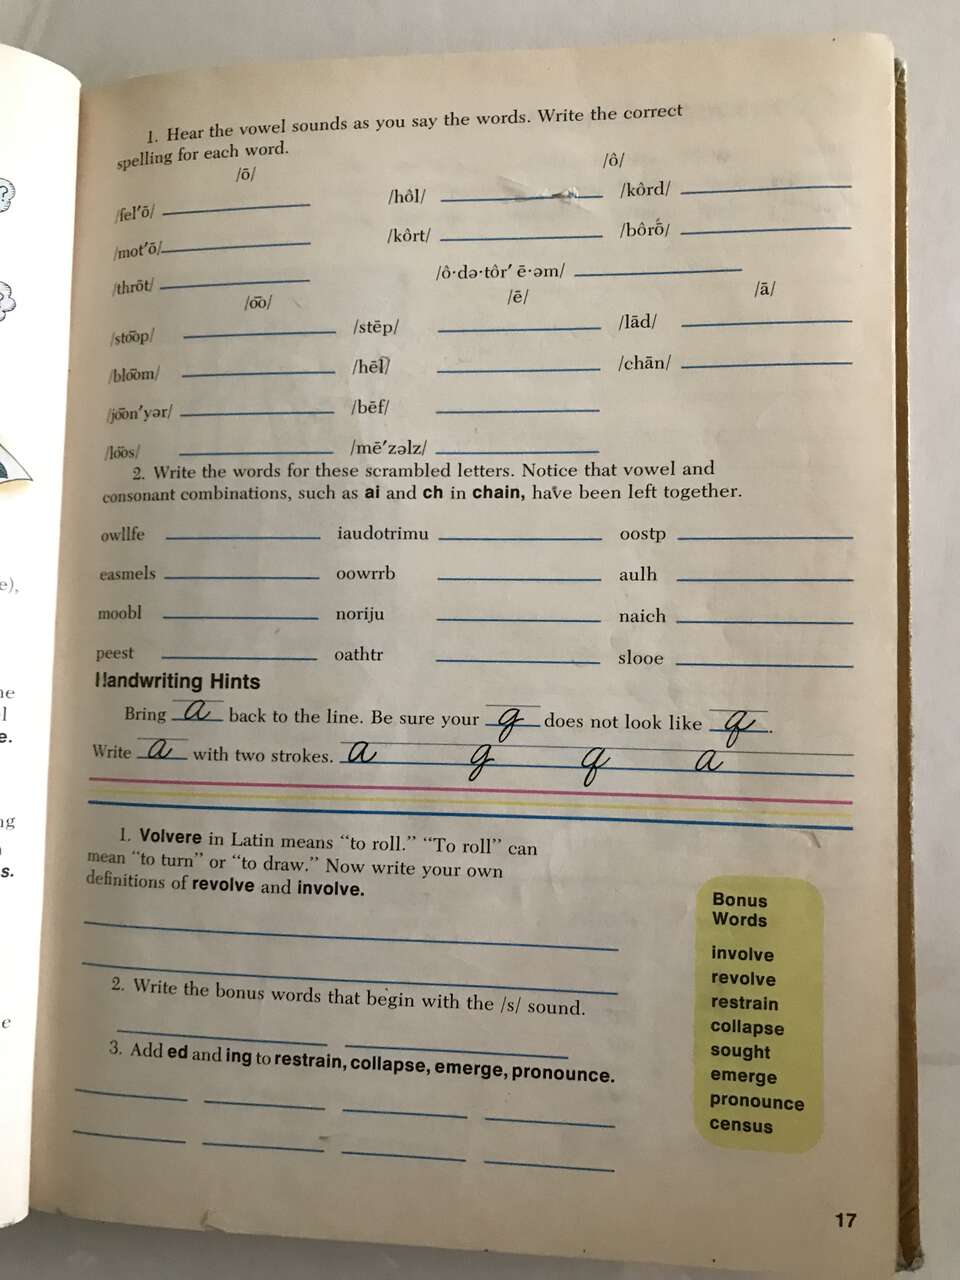 1. Hear the vowel sounds as you say the words. Write the correct
spelling for each word.
/ō/ /ô/
/fel′ō/ /hôl/ /kôrd/
/mot′ō/ /kôrt/ /bôrṓ/
/thrōt/ /ô·də·tôr′ ē·əm/
/o͞o/ /ē/ /ā/
/sto͞op/ /stēp/ /lād/
/blo͞om/ /hēl/ /chān/
/jo͞on′yər/ /bēf/
/lo͞os/ /mē′zəlz/
2. Write the words for these scrambled letters. Notice that vowel and
consonant combinations, such as ai and ch in chain, have been left together.
owllfe iaudotrimu oostp
easmels oowrrb aulh
moobl noriju naich
peest oathtr slooe
Handwriting Hints
Bring a back to the line. Be sure your g does not look like q.
Write a with two strokes. a g q a
1. Volvere in Latin means “to roll.” “To roll” can
mean “to turn” or “to draw.” Now write your own
definitions of revolve and involve.
2. Write the bonus words that begin with the /s/ sound.
3. Add ed and ing to restrain, collapse, emerge, pronounce.
Bonus
Words
involve
revolve
restrain
collapse
sought
emerge
pronounce
census
17